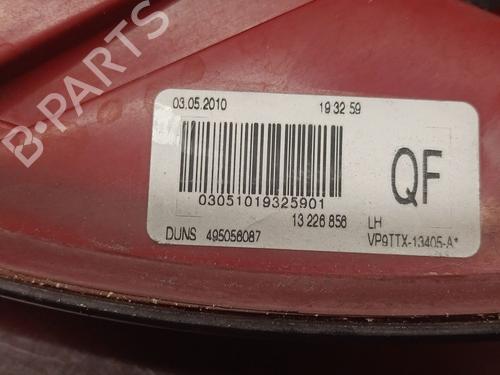 B-PARTS
03.05.2010 19 32 59
03051019325901
QF
13 226 856 LH
DUNS 495056087 VP9TTX-13405-A*